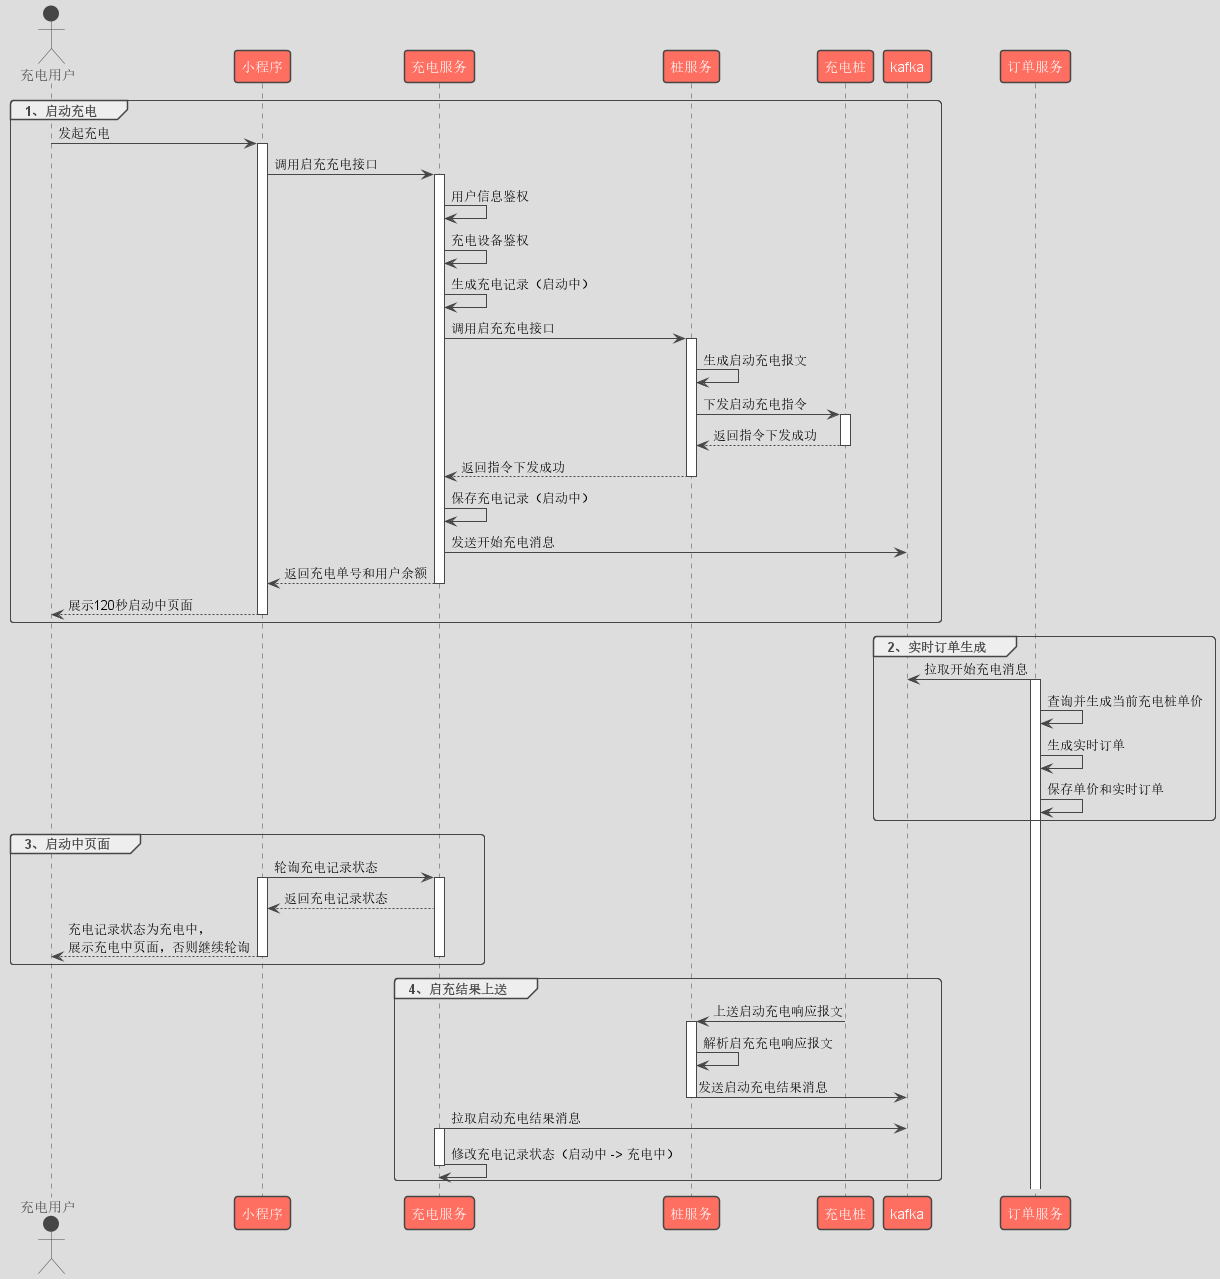 充电用户
小程序
充电服务
桩服务
充电桩
kafka
订单服务
1、启动充电
发起充电
调用启充充电接口
用户信息鉴权
充电设备鉴权
生成充电记录（启动中）
调用启充充电接口
生成启动充电报文
下发启动充电指令
返回指令下发成功
返回指令下发成功
保存充电记录（启动中）
发送开始充电消息
返回充电单号和用户余额
展示120秒启动中页面
2、实时订单生成
拉取开始充电消息
查询并生成当前充电桩单价
生成实时订单
保存单价和实时订单
3、启动中页面
轮询充电记录状态
返回充电记录状态
充电记录状态为充电中，
展示充电中页面，否则继续轮询
4、启充结果上送
上送启动充电响应报文
解析启充充电响应报文
发送启动充电结果消息
拉取启动充电结果消息
修改充电记录状态（启动中 -> 充电中）
充电用户
小程序
充电服务
桩服务
充电桩
kafka
订单服务